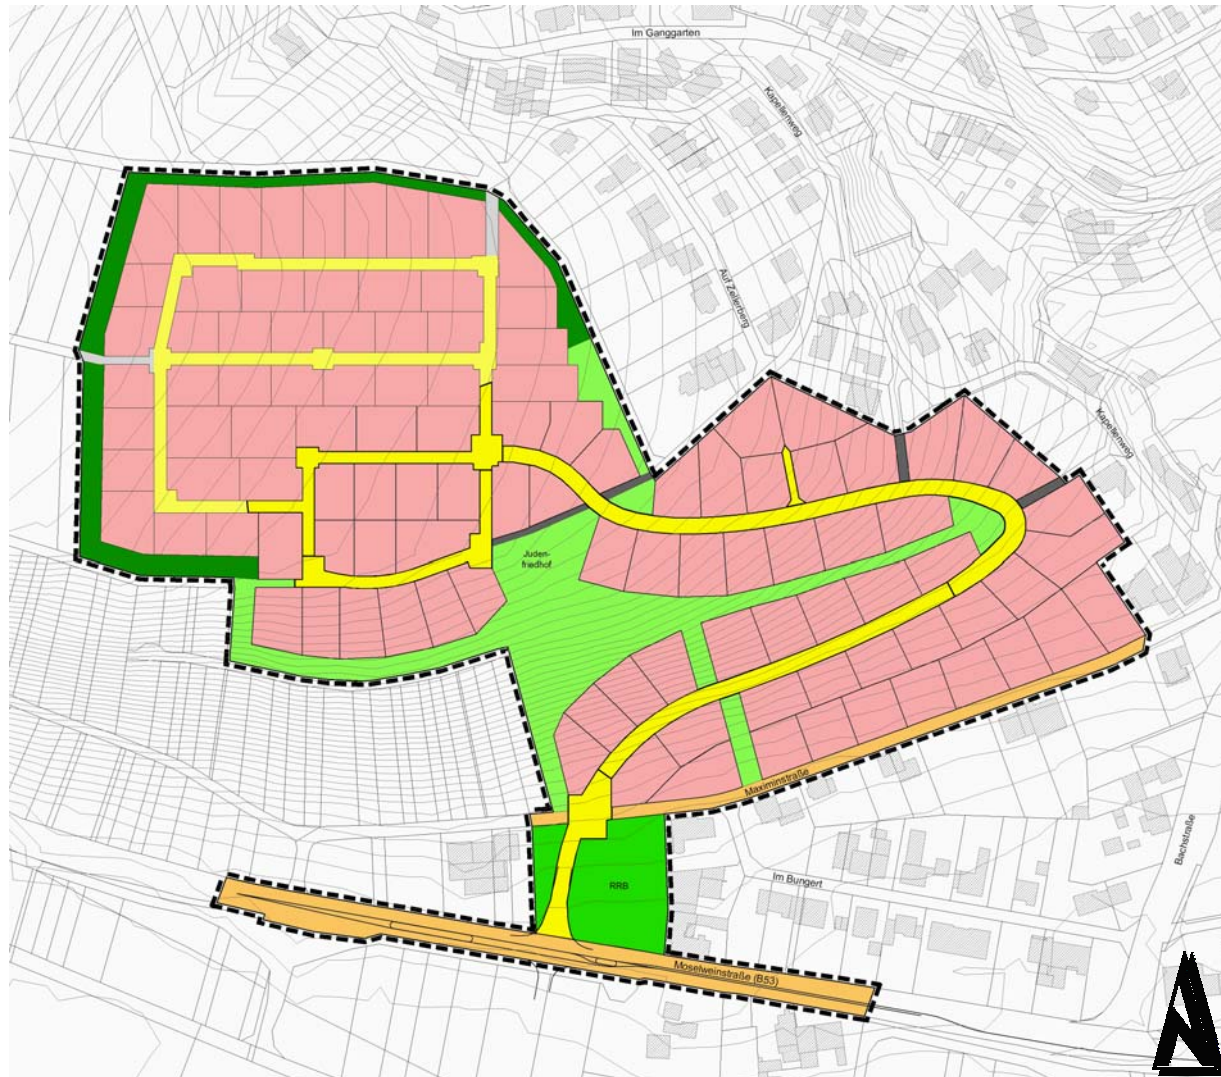 Im Ganggarten
Kapellenweg
Auf Zellerberg
Kapellenweg
Juden-
friedhof
Maximinstraße
Bachstraße
Im Bungert
RRB
Moselweinstraße (B53)
N